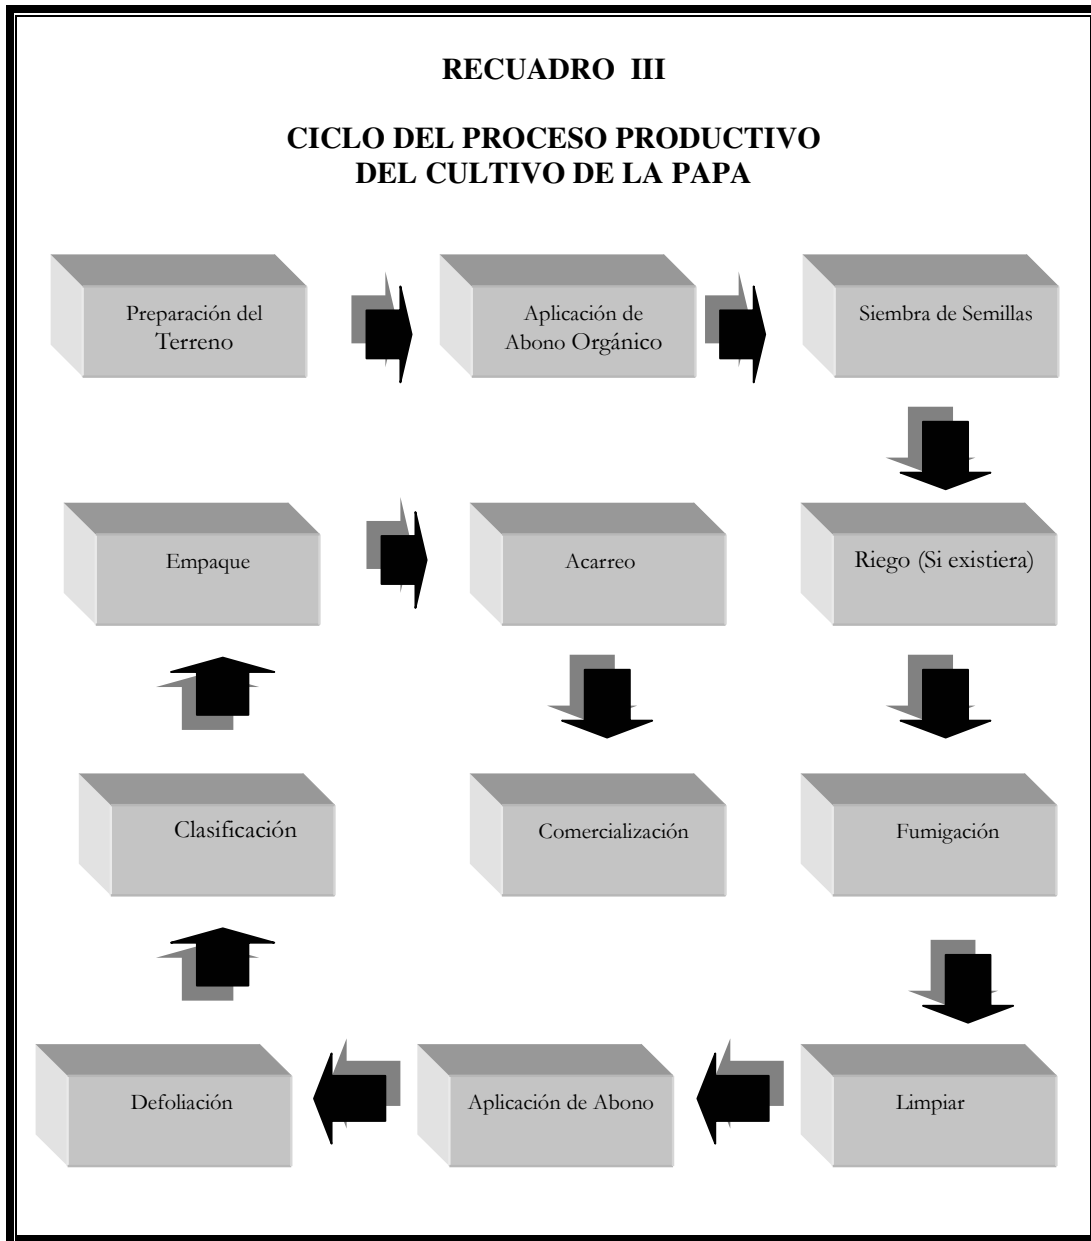 RECUADRO III
CICLO DEL PROCESO PRODUCTIVO
DEL CULTIVO DE LA PAPA
Preparación del
Terreno
Aplicación de
Abono Orgánico
Siembra de Semillas
Empaque
Acarreo
Riego (Si existiera)
Clasificación
Comercialización
Fumigación
Defoliación
Aplicación de Abono
Limpiar